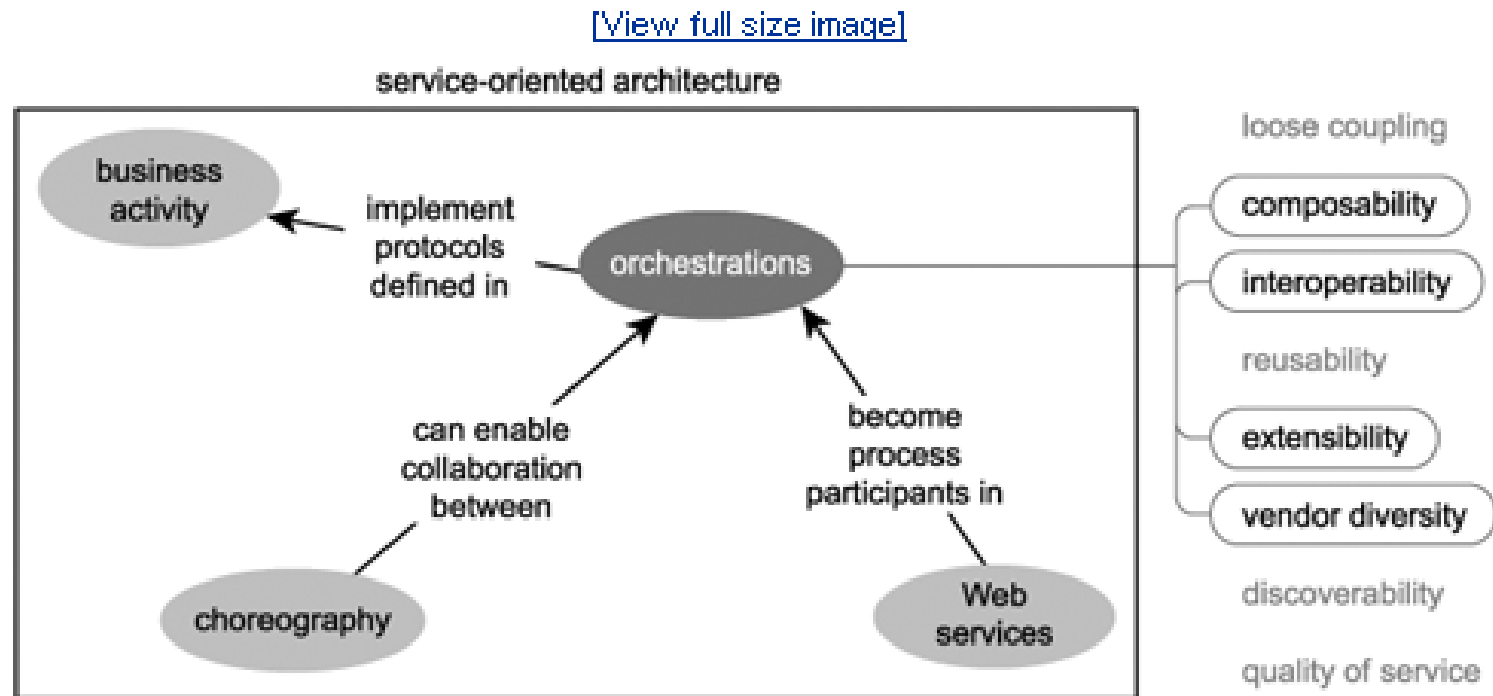 [View full size image]
service-oriented architecture
business
activity
implement
protocols
defined in
orchestrations
can enable
collaboration
between
become
process
participants in
choreography
Web
services
loose coupling
composability
interoperability
reusability
extensibility
vendor diversity
discoverability
quality of service